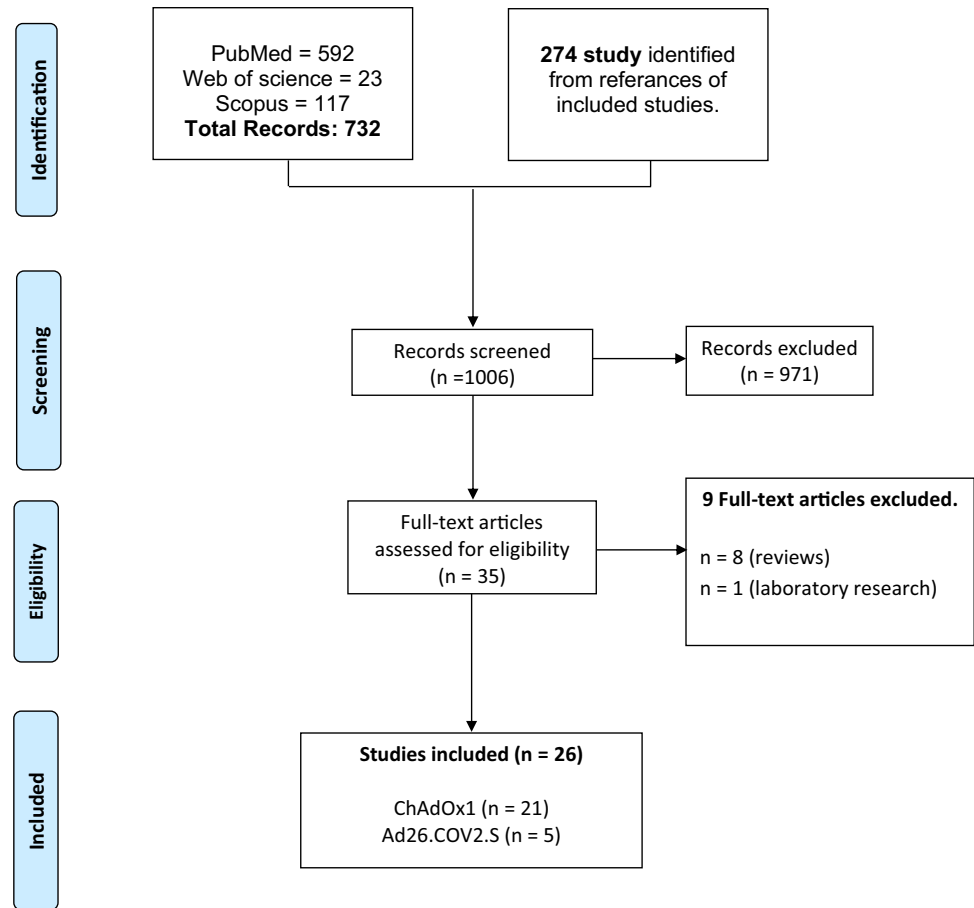 Identification
PubMed = 592
Web of science = 23
Scopus = 117
Total Records: 732
274 study identified
from referances of
included studies.
Screening
Records screened
(n =1006)
Records excluded
(n = 971)
Eligibility
Full-text articles
assessed for eligibility
(n = 35)
9 Full-text articles excluded.
n = 8 (reviews)
n = 1 (laboratory research)
Included
Studies included (n = 26)
ChAdOx1 (n = 21)
Ad26.COV2.S (n = 5)